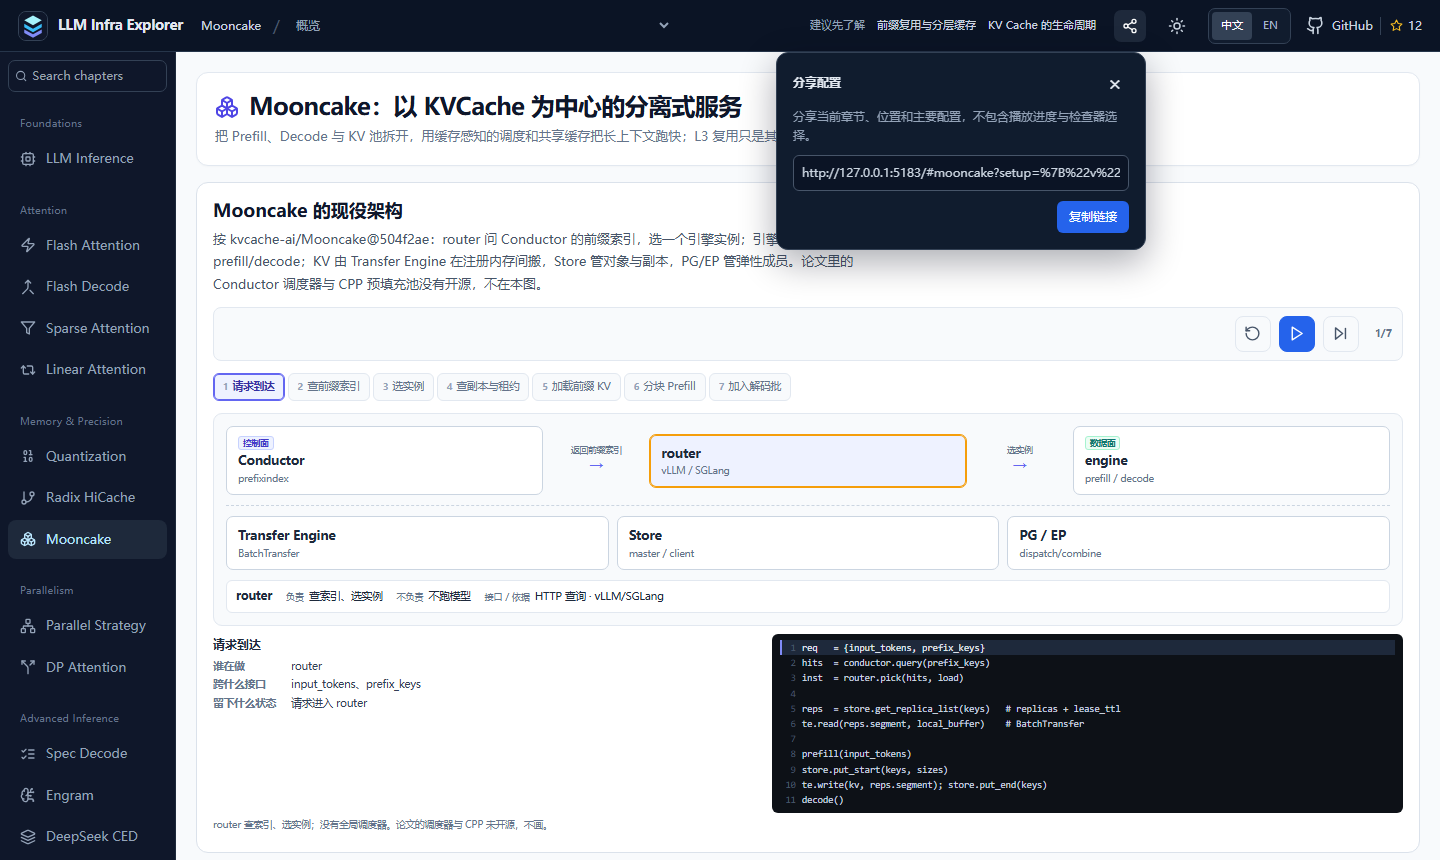 LLM Infra Explorer
Mooncake / 概览
建议先了解 前缀复用与分层缓存 KV Cache 的生命周期
中文 EN
GitHub
12
Search chapters
Foundations
LLM Inference
Attention
Flash Attention
Flash Decode
Sparse Attention
Linear Attention
Memory & Precision
Quantization
Radix HiCache
Mooncake
Parallelism
Parallel Strategy
DP Attention
Advanced Inference
Spec Decode
Engram
DeepSeek CED
分享配置
分享当前章节、位置和主要配置，不包含播放进度与检查器选
择。
http://127.0.0.1:5183/#mooncake?setup=%7B%22v%22
复制链接
Mooncake：以 KVCache 为中心的分离式服务
把 Prefill、Decode 与 KV 池拆开，用缓存感知的调度和共享缓存把长上下文跑快；L3 复用只是其
Mooncake 的现役架构
按 kvcache-ai/Mooncake@504f2ae：router 问 Conductor 的前缀索引，选一个引擎实例；引擎
prefill/decode；KV 由 Transfer Engine 在注册内存间搬，Store 管对象与副本，PG/EP 管弹性成员。论文里的
Conductor 调度器与 CPP 预填充池没有开源，不在本图。
1/7
1 请求到达
2 查前缀索引
3 选实例
4 查副本与租约
5 加载前缀 KV
6 分块 Prefill
7 加入解码批
控制面
Conductor
prefixindex
返回前缀索引
→
router
vLLM / SGLang
选实例
→
数据面
engine
prefill / decode
Transfer Engine
BatchTransfer
Store
master / client
PG / EP
dispatch/combine
router 负责 查索引、选实例 不负责 不跑模型 接口 / 依据 HTTP 查询 · vLLM/SGLang
请求到达
谁在做 router
跨什么接口 input_tokens、prefix_keys
留下什么状态 请求进入 router
1 req   = {input_tokens, prefix_keys}
2 hits  = conductor.query(prefix_keys)
3 inst  = router.pick(hits, load)
4
5 reps  = store.get_replica_list(keys)   # replicas + lease_ttl
6 te.read(reps.segment, local_buffer)    # BatchTransfer
7
8 prefill(input_tokens)
9 store.put_start(keys, sizes)
10 te.write(kv, reps.segment); store.put_end(keys)
11 decode()
router 查索引、选实例；没有全局调度器。论文的调度器与 CPP 未开源，不画。